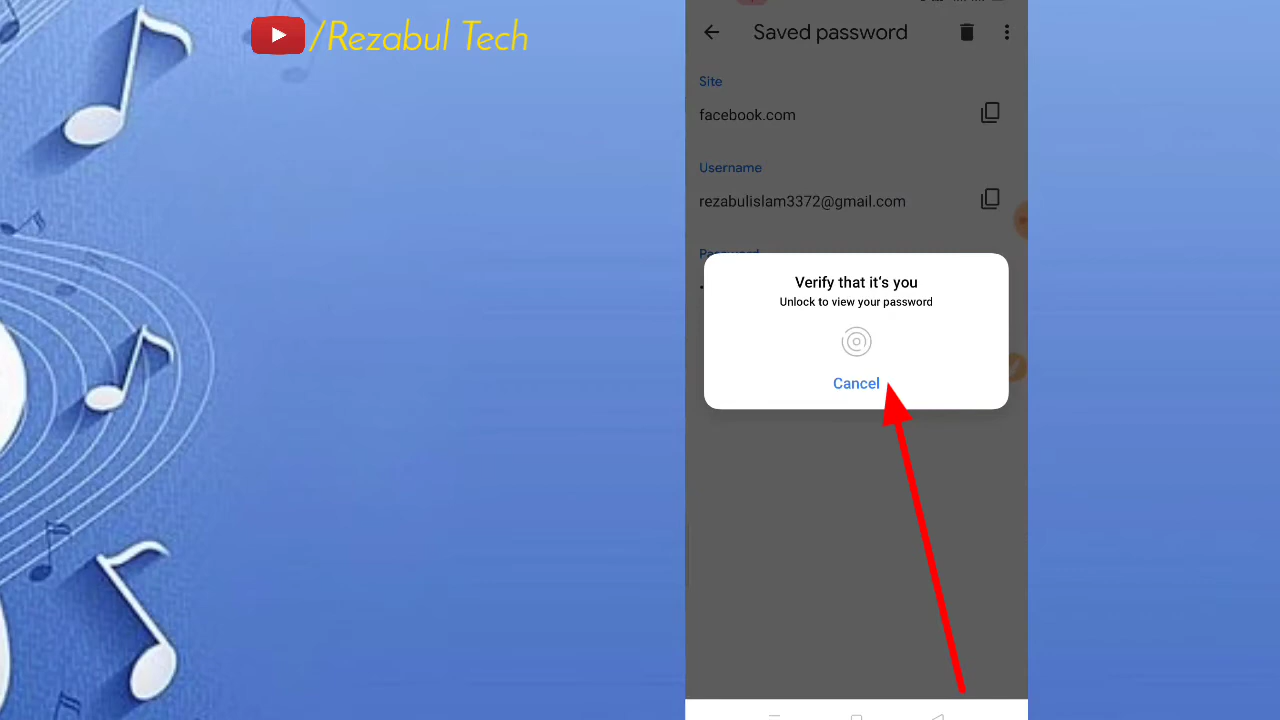 /Rezabul Tech
Saved password
Site
facebook.com
Username
rezabulislam3372@gmail.com
Password
Verify that it's you
Unlock to view your password
Cancel